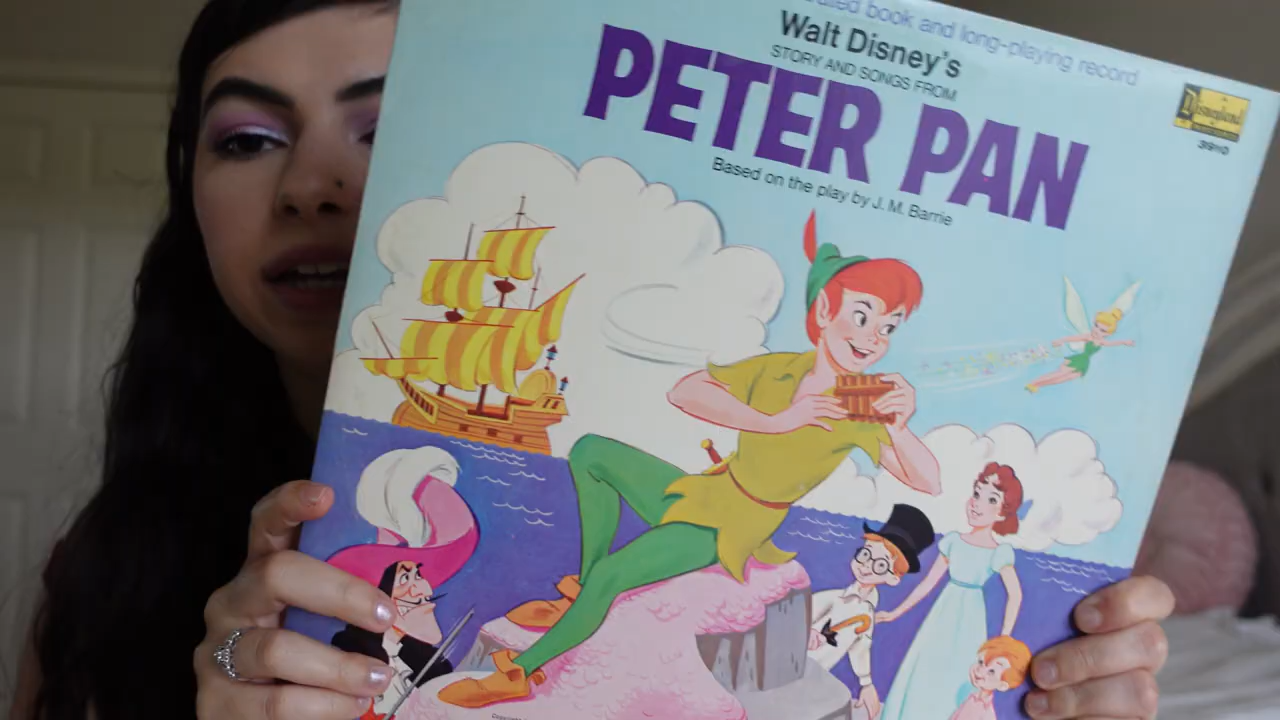 book and long-playing record
Walt Disney's
STORY AND SONGS FROM
PETER PAN
Based on the play by J. M. Barrie
Disneyland
3910